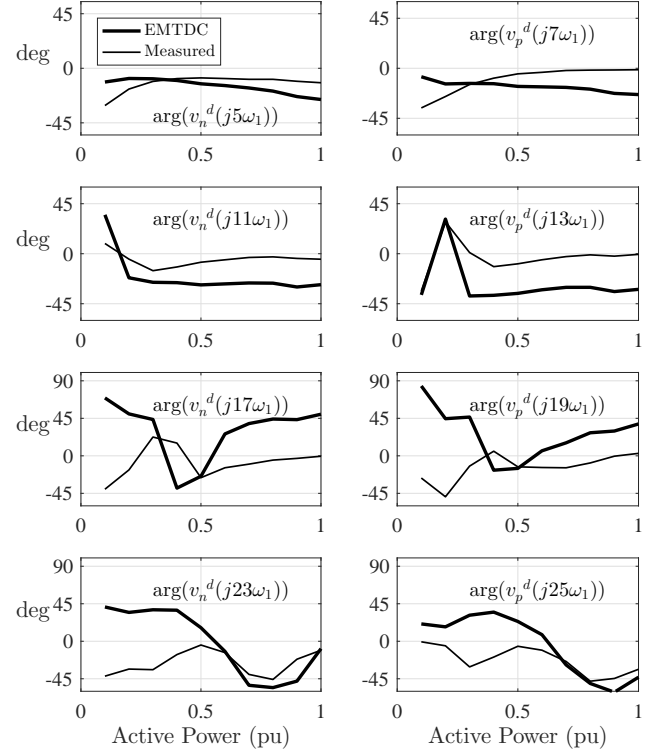 deg
0
-45
EMTDC
Measured
arg(v_n^d(j5ω_1))
0 0.5 1
0
-45
arg(v_p^d(j7ω_1))
0 0.5 1
deg
45
0
-45
arg(v_n^d(j11ω_1))
0 0.5 1
45
0
-45
arg(v_p^d(j13ω_1))
0 0.5 1
deg
90
45
0
-45
arg(v_n^d(j17ω_1))
0 0.5 1
90
45
0
-45
arg(v_p^d(j19ω_1))
0 0.5 1
deg
90
45
0
-45
arg(v_n^d(j23ω_1))
0 0.5 1
Active Power (pu)
90
45
0
-45
arg(v_p^d(j25ω_1))
0 0.5 1
Active Power (pu)